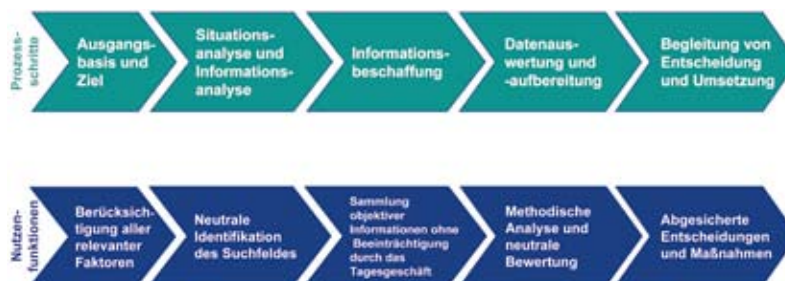 Prozess-
schritte
Ausgangs-
basis und
Ziel
Situations-
analyse und
Informations-
analyse
Informations-
beschaffung
Datenaus-
wertung und
-aufbereitung
Begleitung von
Entscheidung
und Umsetzung
Nutzen-
funktionen
Berücksich-
tigung aller
relevanter
Faktoren
Neutrale
Identifikation
des Suchfeldes
Sammlung
objektiver
Informationen ohne
Beeinträchtigung
durch das
Tagesgeschäft
Methodische
Analyse und
neutrale
Bewertung
Abgesicherte
Entscheidungen
und Maßnahmen